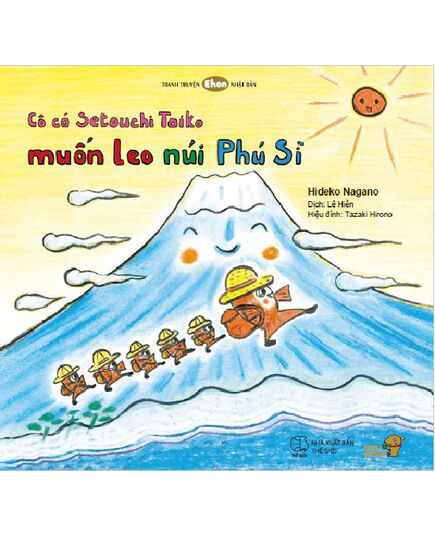 TRANH TRUYỆN Ehon NHẬT BẢN
Cô cá Setouchi Taiko
muốn leo núi Phú Sĩ
Hideko Nagano
Dịch: Lê Hiền
Hiệu đính: Tazaki Hirono
NHÀ XUẤT BẢN
THẾ GIỚI